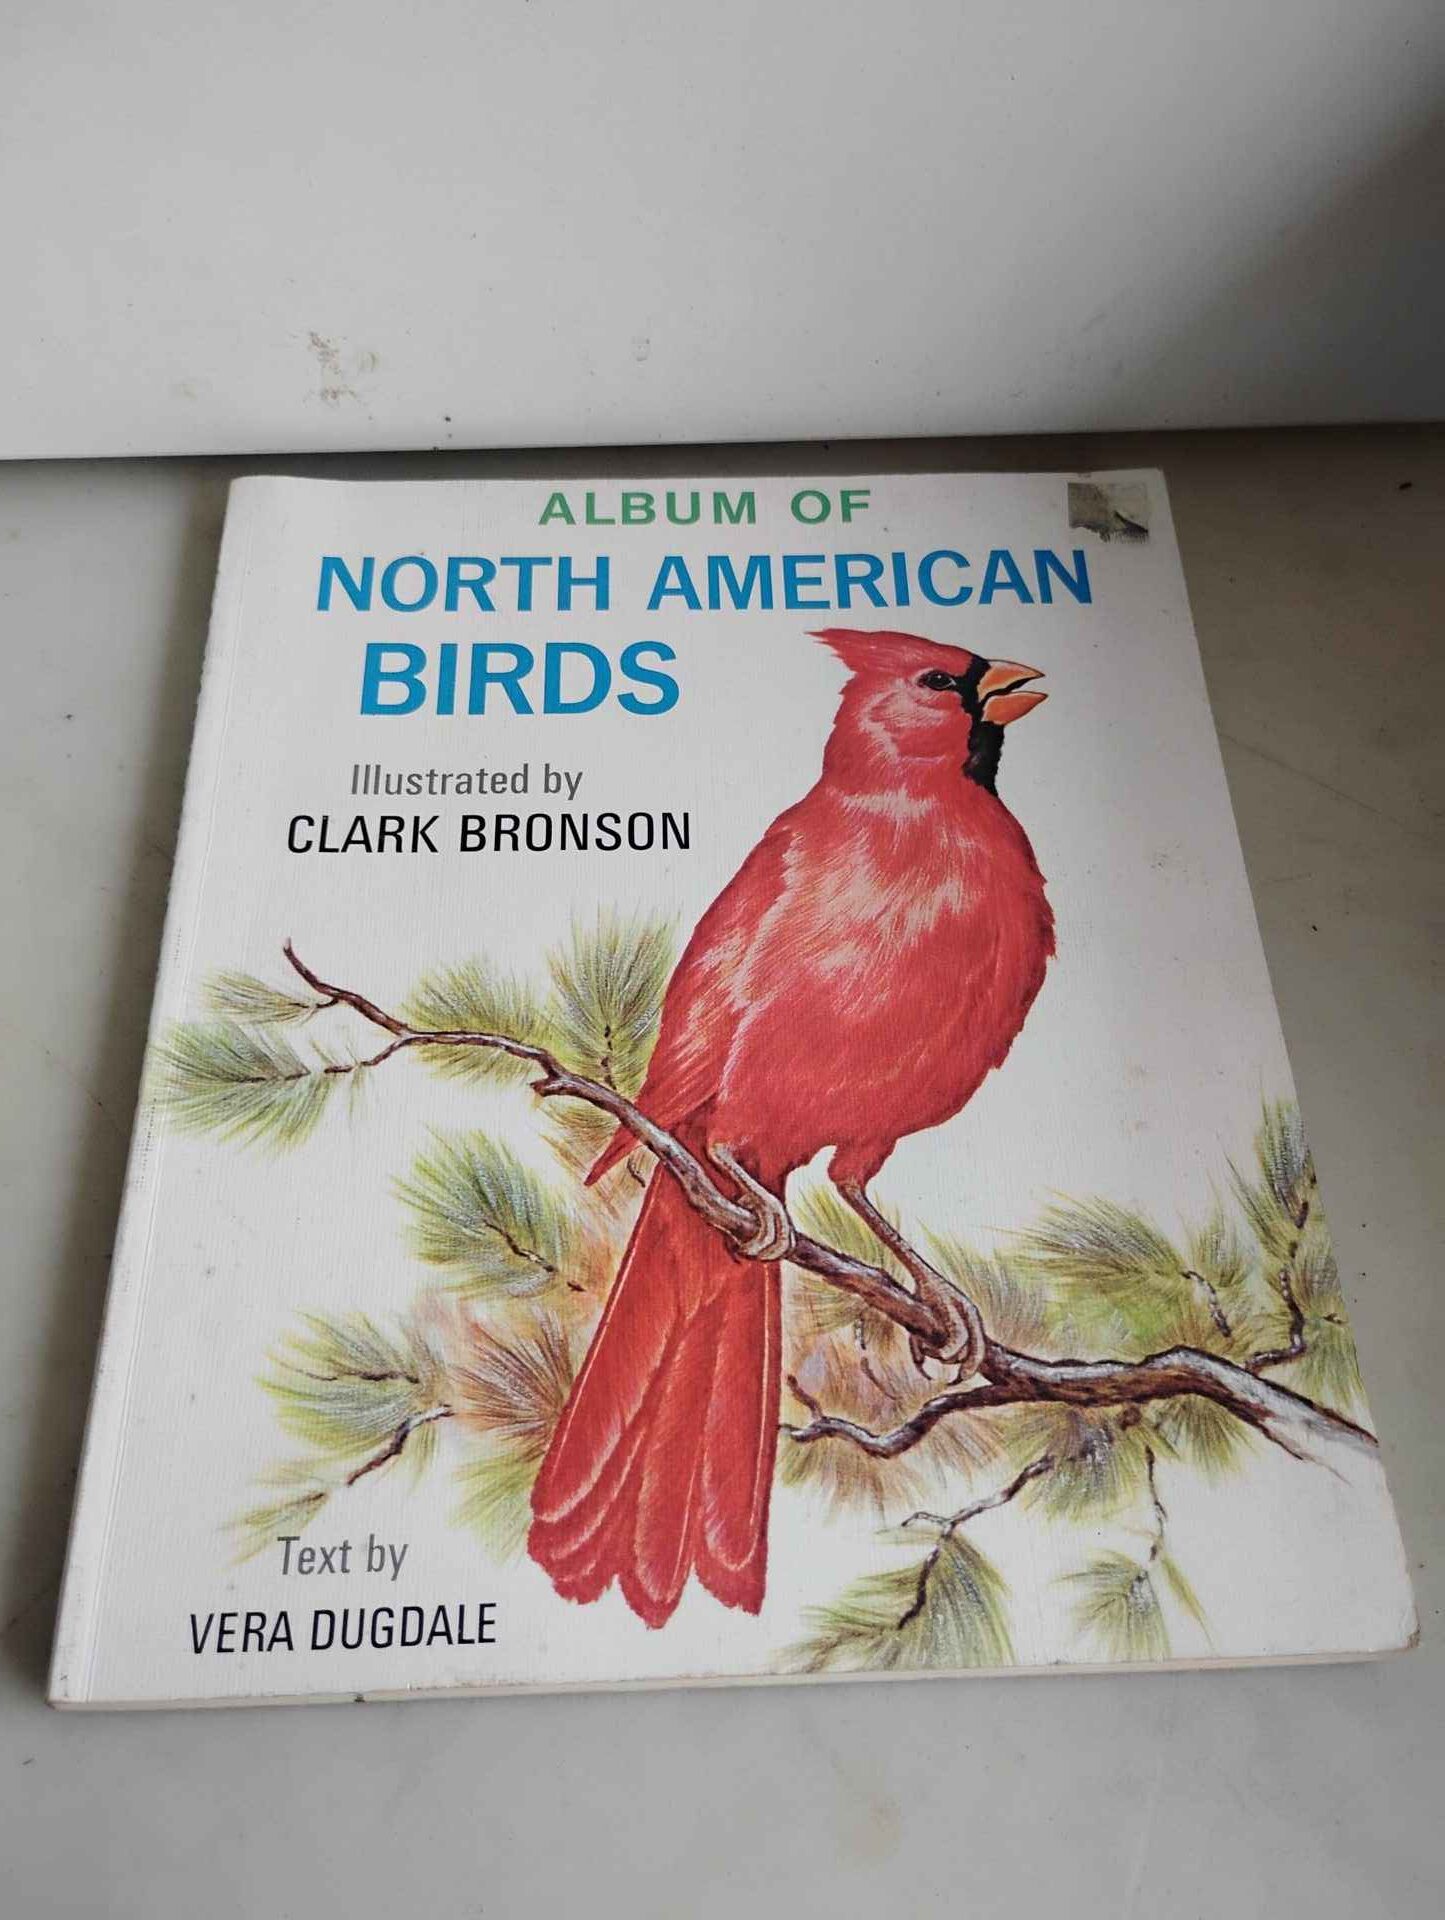 ALBUM OF
NORTH AMERICAN
BIRDS
Illustrated by
CLARK BRONSON
Text by
VERA DUGDALE